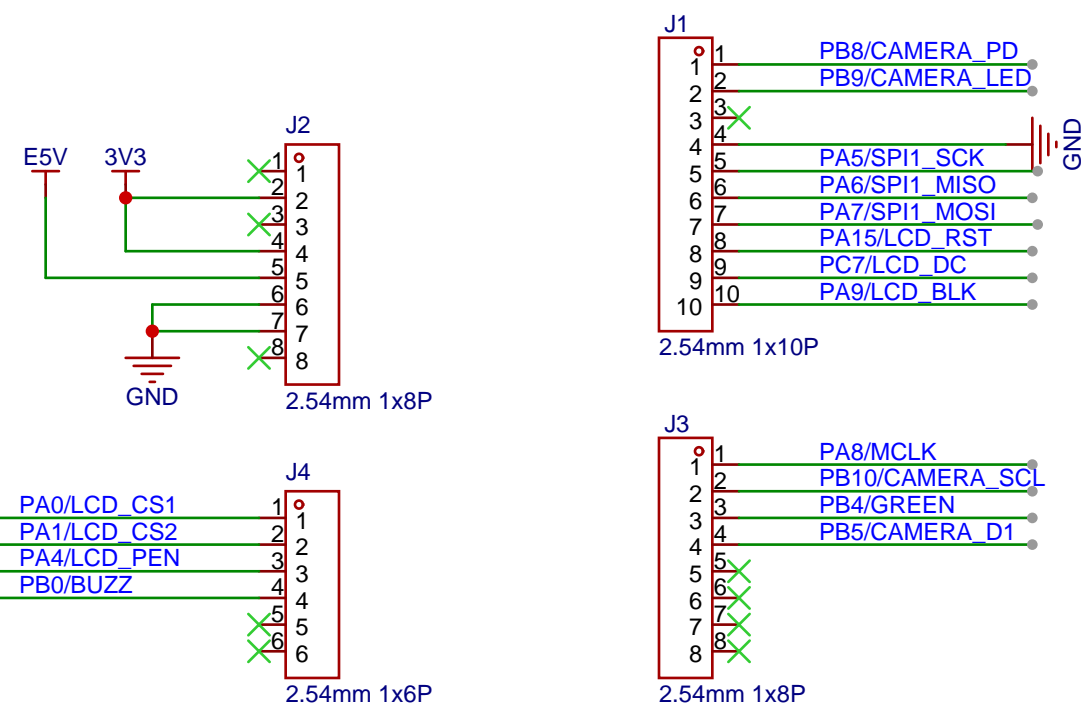 J2
E5V 3V3
1 1
2 2
3 3
4 4
5 5
6 6
7 7
8 8
GND
2.54mm 1x8P
J1
1 1 PB8/CAMERA_PD
2 2 PB9/CAMERA_LED
3 3
4 4 GND
5 5 PA5/SPI1_SCK
6 6 PA6/SPI1_MISO
7 7 PA7/SPI1_MOSI
8 8 PA15/LCD_RST
9 9 PC7/LCD_DC
10 10 PA9/LCD_BLK
2.54mm 1x10P
J4
PA0/LCD_CS1 1 1
PA1/LCD_CS2 2 2
PA4/LCD_PEN 3 3
PB0/BUZZ 4 4
5 5
6 6
2.54mm 1x6P
J3
1 1 PA8/MCLK
2 2 PB10/CAMERA_SCL
3 3 PB4/GREEN
4 4 PB5/CAMERA_D1
5 5
6 6
7 7
8 8
2.54mm 1x8P